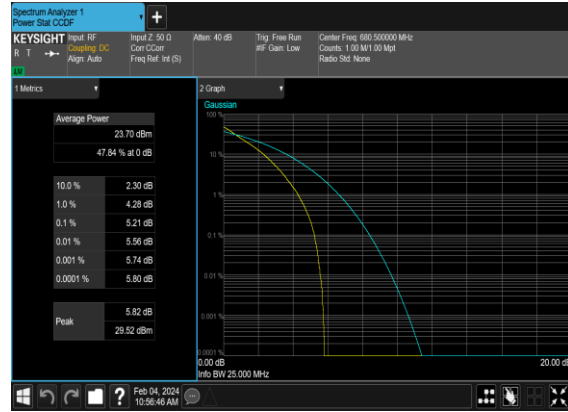 Spectrum Analyzer 1
Power Stat CCDF
KEYSIGHT
R T
LM
Input: RF
Coupling: DC
Align: Auto
Input Z: 50 Ω
Corr CCorr
Freq Ref: Int (S)
Atten: 40 dB
Trig: Free Run
#IF Gain: Low
Center Freq: 680.500000 MHz
Counts: 1.00 M/1.00 Mpt
Radio Std: None
1 Metrics
Average Power
23.70 dBm
47.84 % at 0 dB
10.0 % 2.30 dB
1.0 % 4.28 dB
0.1 % 5.21 dB
0.01 % 5.56 dB
0.001 % 5.74 dB
0.0001 % 5.80 dB
Peak
5.82 dB
29.52 dBm
2 Graph
Gaussian
100 %
10 %
1 %
0.1 %
0.01 %
0.001 %
0.0001 %
0.00 dB
20.00 dB
Info BW 25.000 MHz
Feb 04, 2024
10:56:46 AM